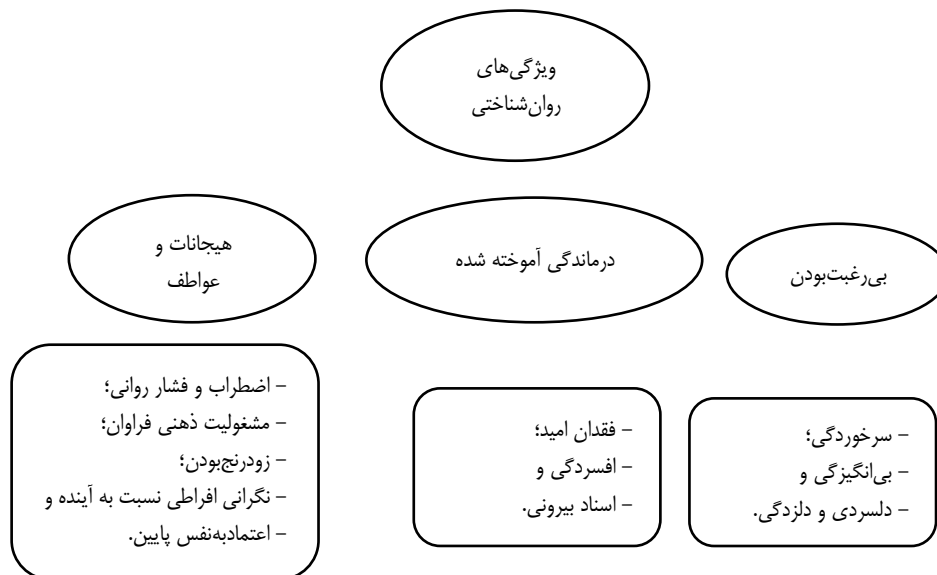 ویژگی‌های
روان‌شناختی
بی‌رغبت‌بودن
درماندگی آموخته شده
هیجانات و
عواطف
- سرخوردگی؛
- بی‌انگیزگی و
- دلسردی و دلزدگی.
- فقدان امید؛
- افسردگی و
- اسناد بیرونی.
- اضطراب و فشار روانی؛
- مشغولیت ذهنی فراوان؛
- زودرنج‌بودن؛
- نگرانی افراطی نسبت به آینده و
- اعتمادبه‌نفس پایین.